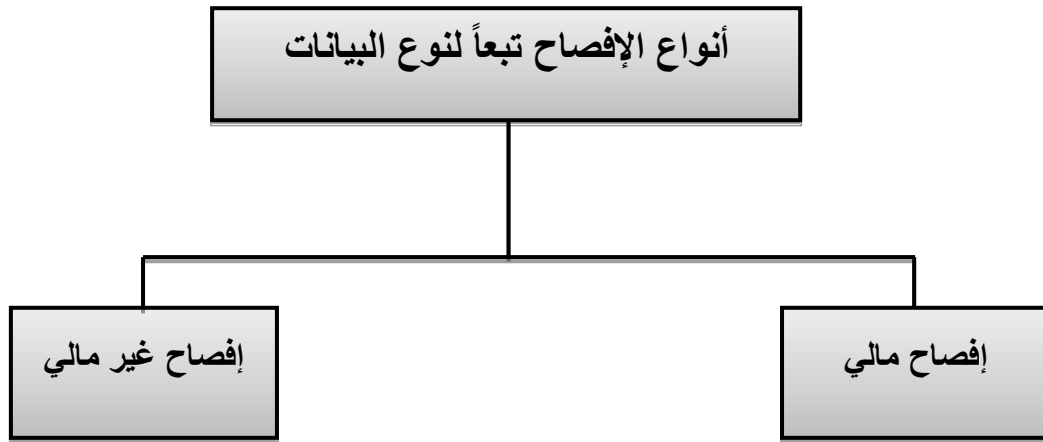 أنواع الإفصاح تبعاً لنوع البيانات
إفصاح مالي
إفصاح غير مالي